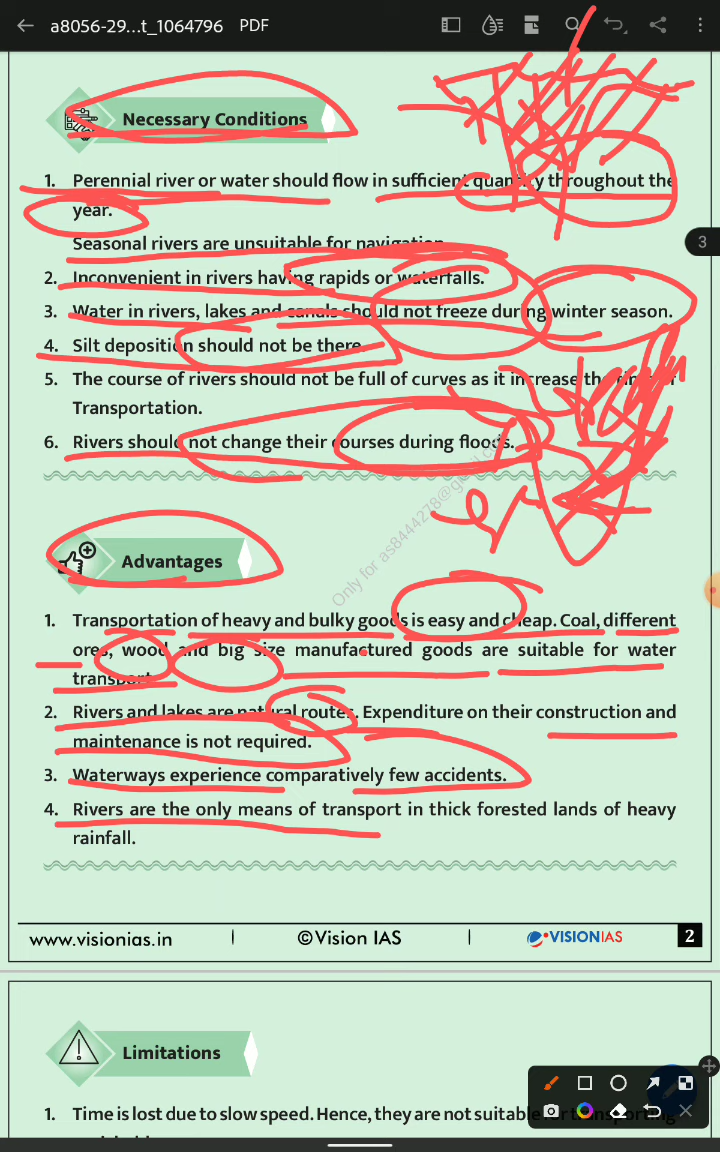 a8056-29...t_1064796 PDF
Necessary Conditions
1. Perennial river or water should flow in sufficient quantity throughout the
year.
Seasonal rivers are unsuitable for navigation.
3
2. Inconvenient in rivers having rapids or waterfalls.
3. Water in rivers, lakes and canals should not freeze during winter season.
4. Silt deposition should not be there.
5. The course of rivers should not be full of curves as it increase the
Transportation.
6. Rivers should not change their courses during floods.
Only for as8444278@gmail.c
Advantages
1. Transportation of heavy and bulky goods is easy and cheap. Coal, different
ores, wood and big size manufactured goods are suitable for water
transport.
2. Rivers and lakes are natural routes. Expenditure on their construction and
maintenance is not required.
3. Waterways experience comparatively few accidents.
4. Rivers are the only means of transport in thick forested lands of heavy
rainfall.
www.visionias.in | ©Vision IAS | VISIONIAS 2
Limitations
1. Time is lost due to slow speed. Hence, they are not suitable for transporting